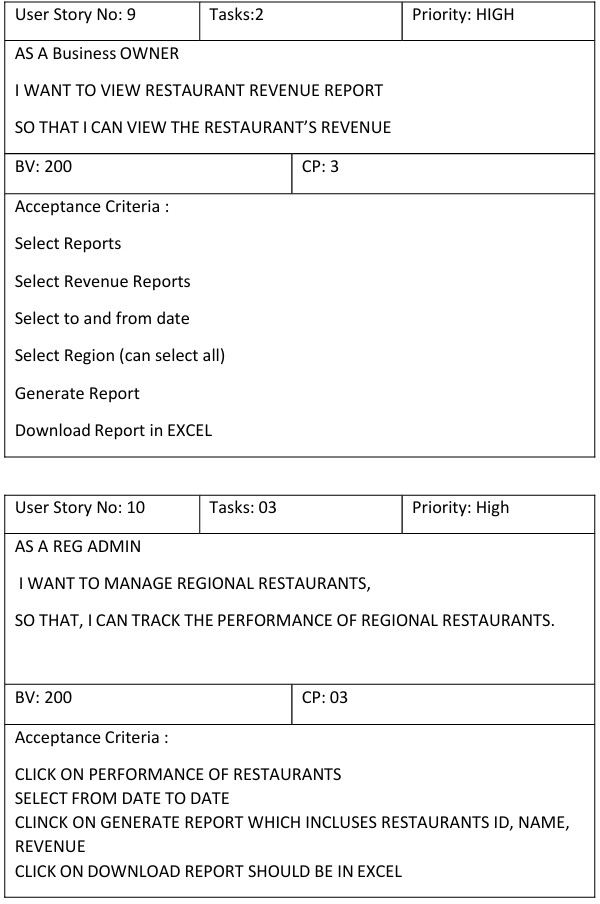 User Story No: 9 Tasks:2 Priority: HIGH
AS A Business OWNER
I WANT TO VIEW RESTAURANT REVENUE REPORT
SO THAT I CAN VIEW THE RESTAURANT’S REVENUE
BV: 200 CP: 3
Acceptance Criteria :
Select Reports
Select Revenue Reports
Select to and from date
Select Region (can select all)
Generate Report
Download Report in EXCEL
User Story No: 10 Tasks: 03 Priority: High
AS A REG ADMIN
I WANT TO MANAGE REGIONAL RESTAURANTS,
SO THAT, I CAN TRACK THE PERFORMANCE OF REGIONAL RESTAURANTS.
BV: 200 CP: 03
Acceptance Criteria :
CLICK ON PERFORMANCE OF RESTAURANTS
SELECT FROM DATE TO DATE
CLINCK ON GENERATE REPORT WHICH INCLUSES RESTAURANTS ID, NAME,
REVENUE
CLICK ON DOWNLOAD REPORT SHOULD BE IN EXCEL